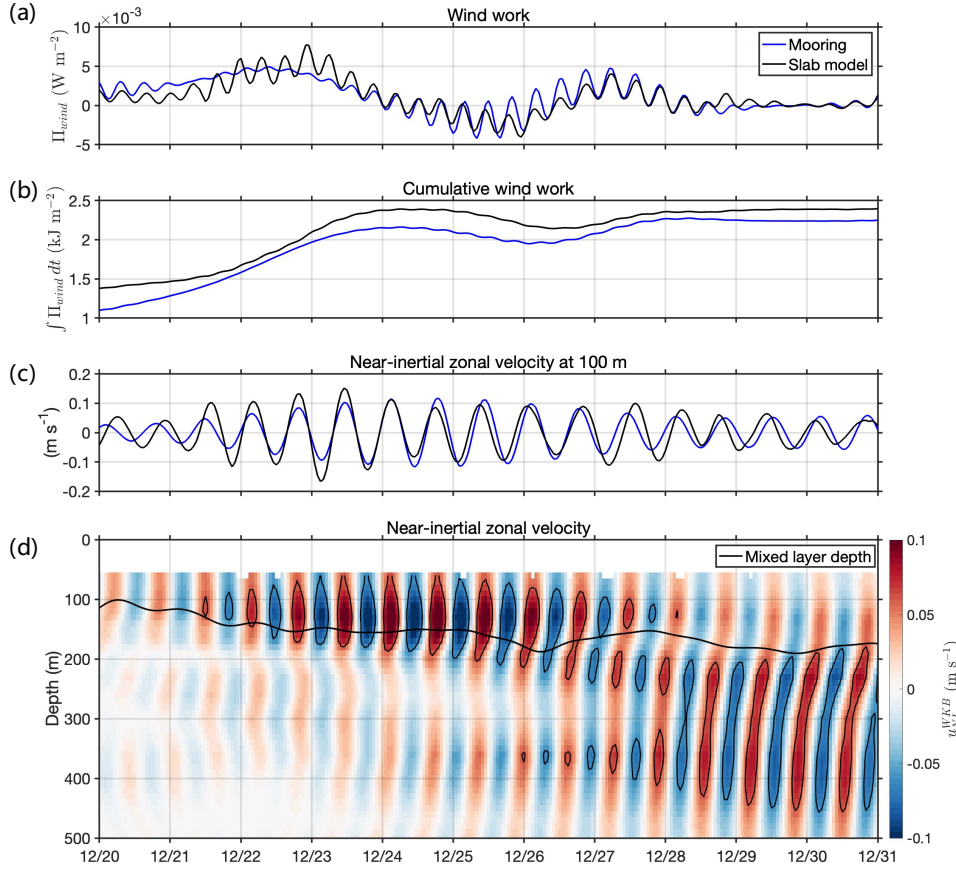 (a)
×10⁻³
Wind work
Π_wind (W m⁻²)
10
5
0
-5
Mooring
Slab model
(b)
Cumulative wind work
∫ Π_wind dt (kJ m⁻²)
2.5
2
1.5
1
(c)
Near-inertial zonal velocity at 100 m
(m s⁻¹)
0.2
0.1
0
-0.1
-0.2
(d)
Near-inertial zonal velocity
Depth (m)
0
100
200
300
400
500
Mixed layer depth
12/20 12/21 12/22 12/23 12/24 12/25 12/26 12/27 12/28 12/29 12/30 12/31
0.1
0.05
0
-0.05
-0.1
(m s⁻¹)